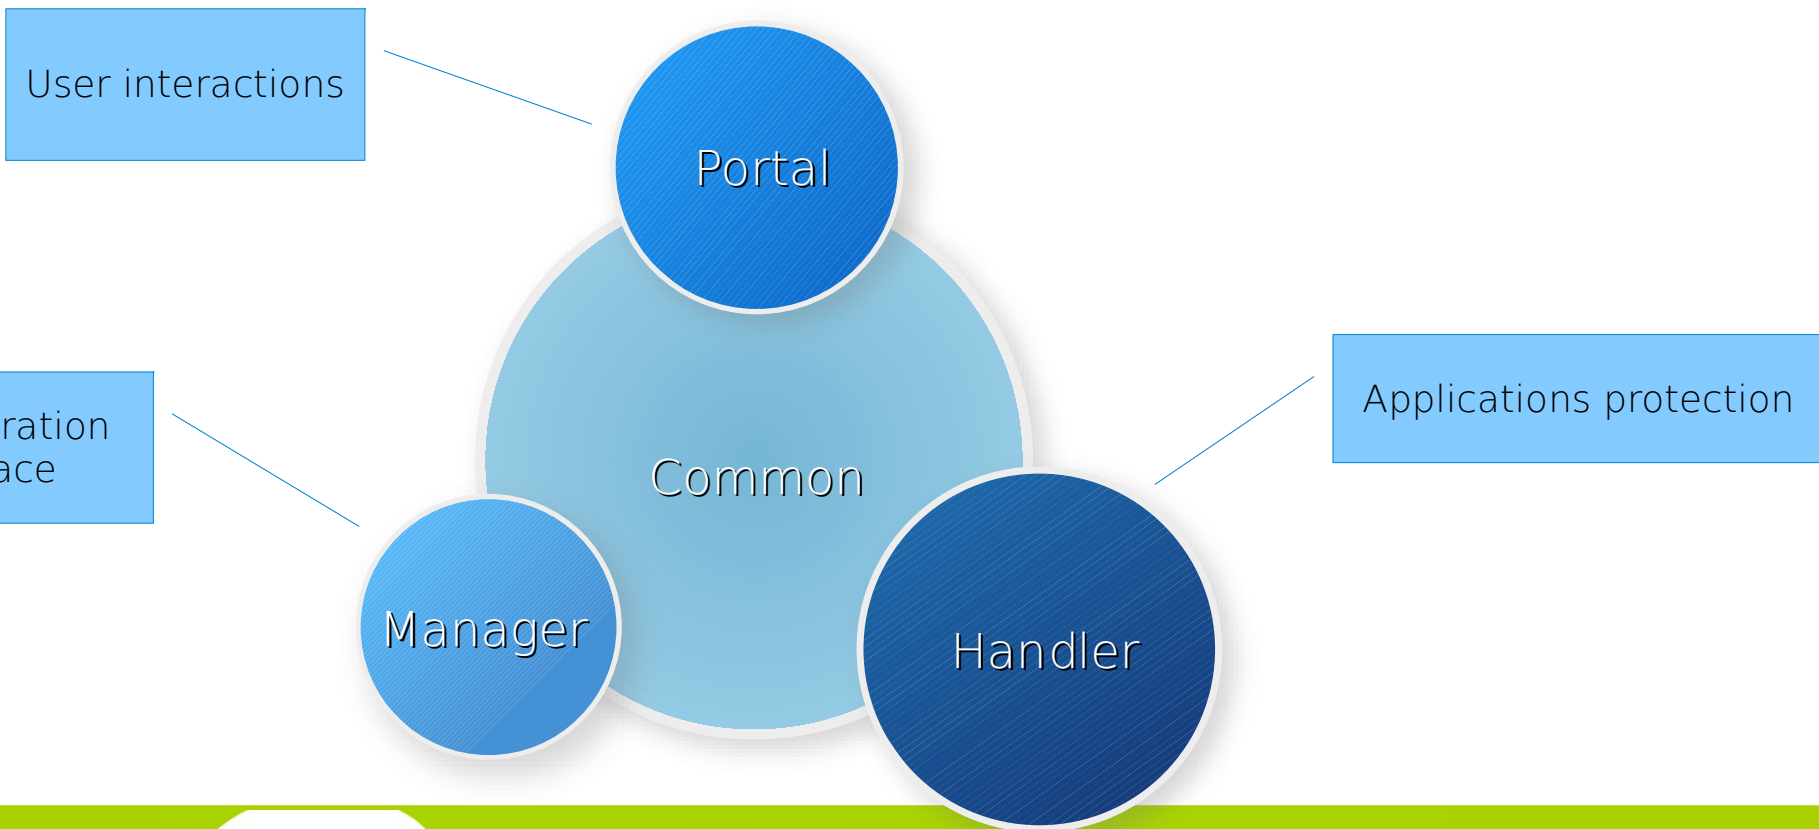 User interactions
Portal
Applications protection
ration
ace
Common
Manager
Handler